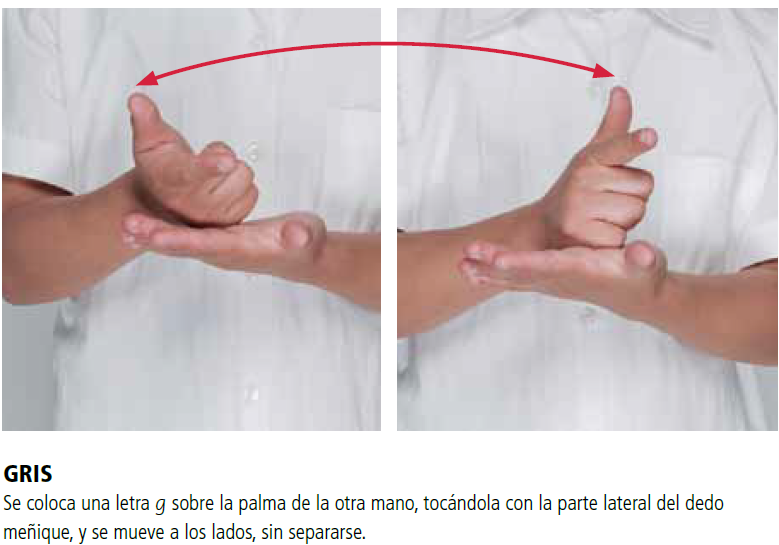 GRIS
Se coloca una letra g sobre la palma de la otra mano, tocándola con la parte lateral del dedo
meñique, y se mueve a los lados, sin separarse.